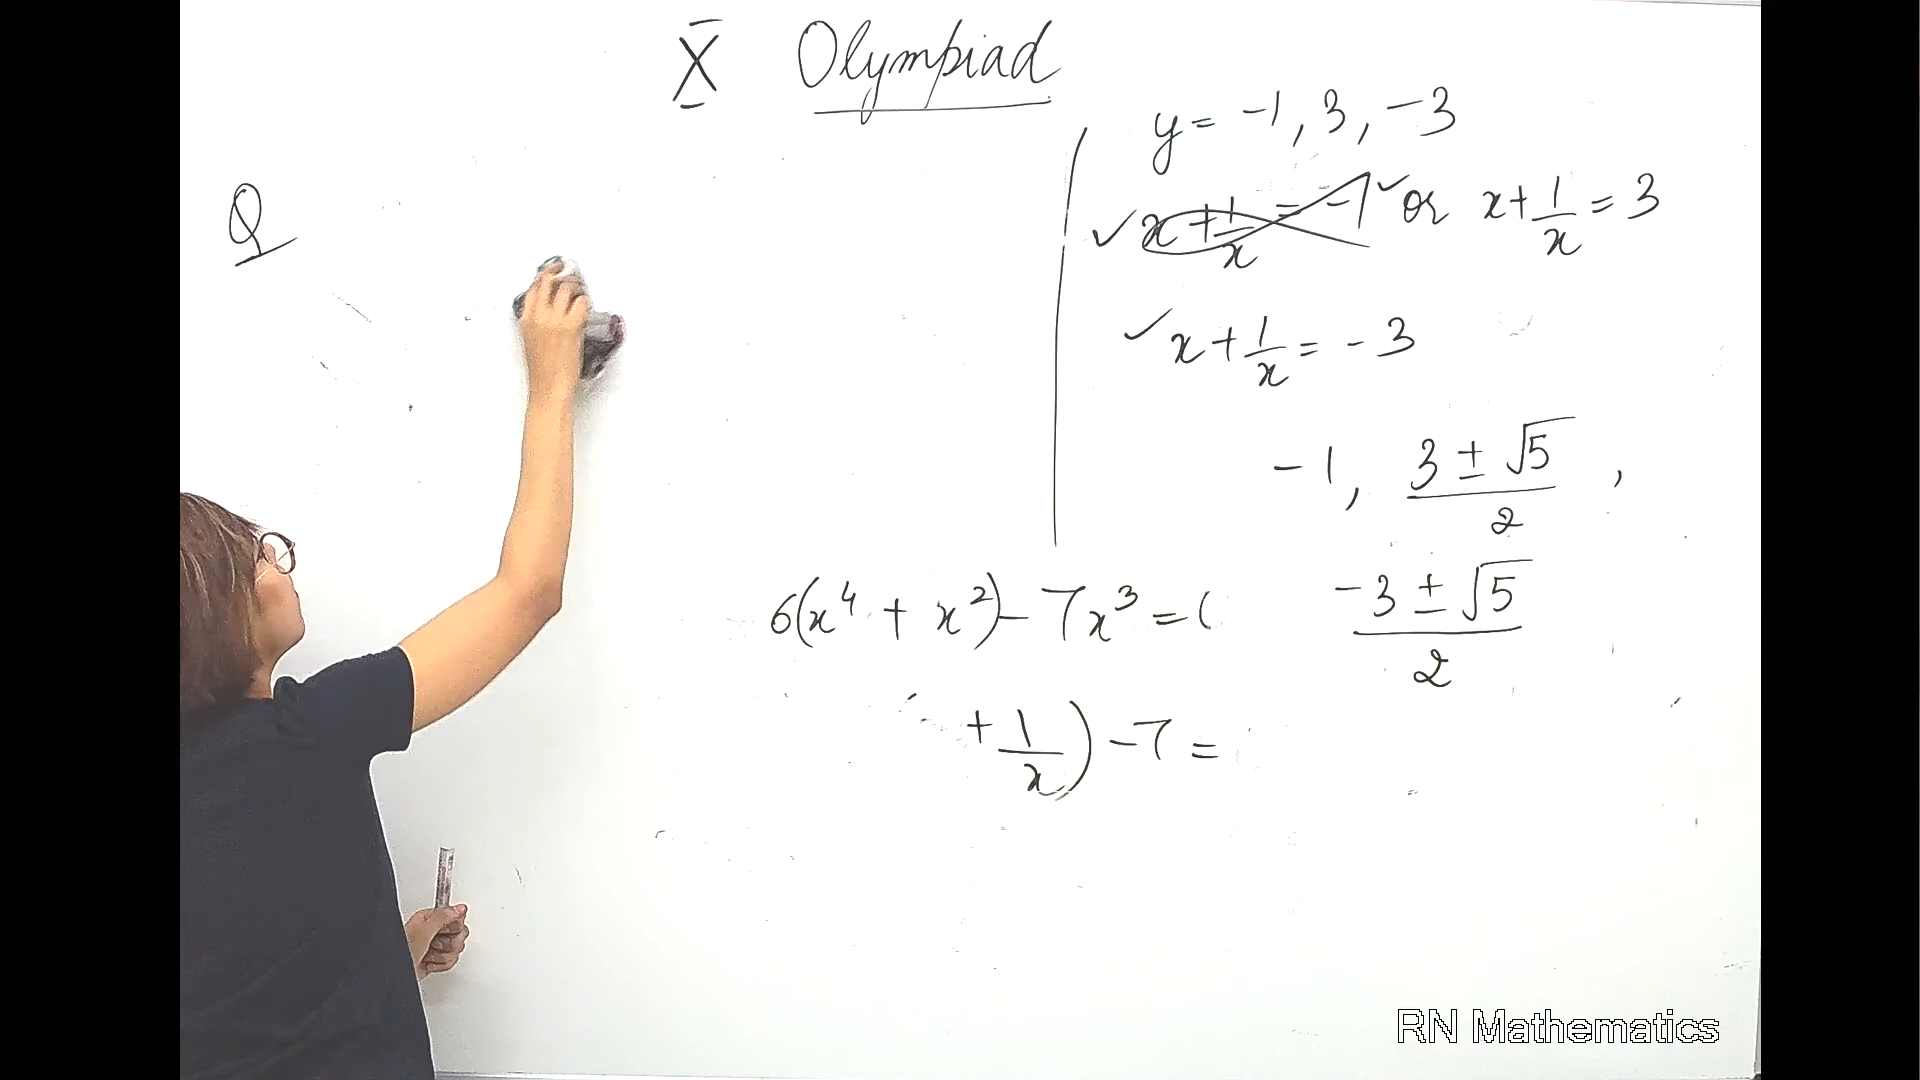 X Olympiad
Q
y = -1, 3, -3
✓ x + 1/x = -1 ✓ or x + 1/x = 3
✓ x + 1/x = -3
-1, (3 ± √5)/2 ,
(-3 ± √5)/2
6(x⁴ + x²) - 7x³ = (
+ 1/x) - 7 =
RN Mathematics